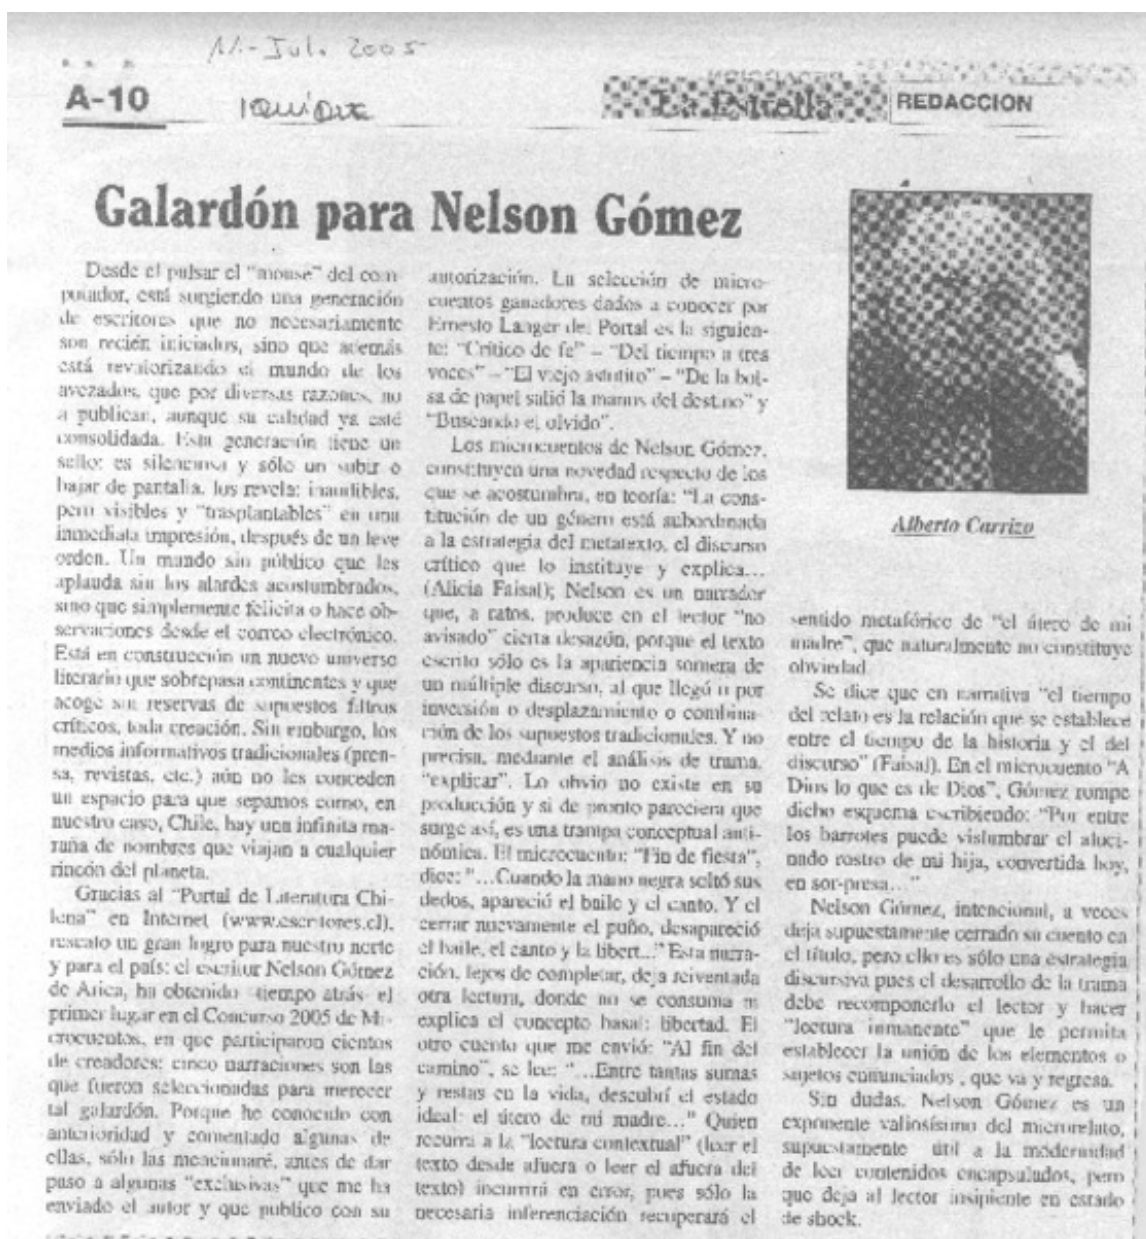 11-Jul. 2005
A-10
IQUIQUE
La Estrella
REDACCION
Galardón para Nelson Gómez
Desde el pulsar el "mouse" del com-
putador, está surgiendo una generación
de escritores que no necesariamente
son recién iniciados, sino que además
está revalorizando el mundo de los
avezados, que por diversas razones, no
a publican, aunque su calidad ya esté
consolidada. Esta generación tiene un
sello: es silenciosa y sólo un subir o
bajar de pantalla, los revela: inaudibles,
pero visibles y "trasplantables" en una
inmediata impresión, después de un leve
orden. Un mundo sin público que les
aplauda sin los alardes acostumbrados,
sino que simplemente felicita o hace ob-
servaciones desde el correo electrónico.
Está en construcción un nuevo universo
literario que sobrepasa continentes y que
acoge sin reservas de supuestos filtros
críticos, toda creación. Sin embargo, los
medios informativos tradicionales (pren-
sa, revistas, etc.) aún no les conceden
un espacio para que sepamos como, en
nuestro caso, Chile, hay una infinita ma-
raña de nombres que viajan a cualquier
rincón del planeta.
Gracias al "Portal de Literatura Chi-
lena" en Internet (www.escritores.cl),
rescato un gran logro para nuestro norte
y para el país: el escritor Nelson Gómez
de Arica, ha obtenido tiempo atrás el
primer lugar en el Concurso 2005 de Mi-
crocuentos, en que participaron cientos
de creadores: cinco narraciones son las
que fueron seleccionadas para merecer
tal galardón. Porque he conocido con
anterioridad y comentado algunas de
ellas, sólo las mencionaré, antes de dar
paso a algunas "exclusivas" que me ha
enviado el autor y que publico con su
autorización. La selección de micro-
cuentos ganadores dados a conocer por
Ernesto Langer del Portal es la siguien-
te: "Crítico de fe" – "Del tiempo a tres
voces" – "El viejo astutito" – "De la bol-
sa de papel salió la manus del destino" y
"Buscando el olvido".
Los microcuentos de Nelson Gómez,
constituyen una novedad respecto de los
que se acostumbra, en teoría: "La cons-
titución de un género está subordinada
a la estrategia del metatexto, el discurso
crítico que lo instituye y explica...
(Alicia Faisal); Nelson es un narrador
que, a ratos, produce en el lector "no
avisado" cierta desazón, porque el texto
escrito sólo es la apariencia somera de
un múltiple discurso, al que llegó o por
inversión o desplazamiento o combina-
ción de los supuestos tradicionales. Y no
precisa, mediante el análisis de trama,
"explicar". Lo obvio no existe en su
producción y si de pronto pareciera que
surge así, es una trampa conceptual anti-
nómica. El microcuento: "Fin de fiesta",
dice: "...Cuando la mano negra soltó sus
dedos, apareció el baile y el canto. Y el
cerrar nuevamente el puño, desapareció
el baile, el canto y la libert..." Esta narra-
ción, lejos de completar, deja reiventada
otra lectura, donde no se consuma ni
explica el concepto basal: libertad. El
otro cuento que me envió: "Al fin del
camino", se lee: "...Entre tantas sumas
y restas en la vida, descubrí el estado
ideal: el útero de mi madre..." Quien
recurra a la "lectura contextual" (leer el
texto desde afuera o leer el afuera del
texto) incurrirá en error, pues sólo la
necesaria inferenciación recuperará el
Alberto Carrizo
sentido metafórico de "el útero de mi
madre", que naturalmente no constituye
obviedad.
Se dice que en narrativa "el tiempo
del relato es la relación que se establece
entre el tiempo de la historia y el del
discurso" (Faisal). En el microcuento "A
Dios lo que es de Dios", Gómez rompe
dicho esquema escribiendo: "Por entre
los barrotes puede vislumbrar el aluci-
nado rostro de mi hija, convertida hoy,
en sor-presa..."
Nelson Gómez, intencional, a veces
deja supuestamente cerrado su cuento en
el título, pero ello es sólo una estrategia
discursiva pues el desarrollo de la trama
debe recomponerlo el lector y hacer
"lectura inmanente" que le permita
establecer la unión de los elementos o
sujetos enunciados , que va y regresa.
Sin dudas, Nelson Gómez es un
exponente valiosísimo del microrelato,
supuestamente útil a la modernidad
de leer contenidos encapsulados, pero
que deja al lector insipiente en estado
de shock.